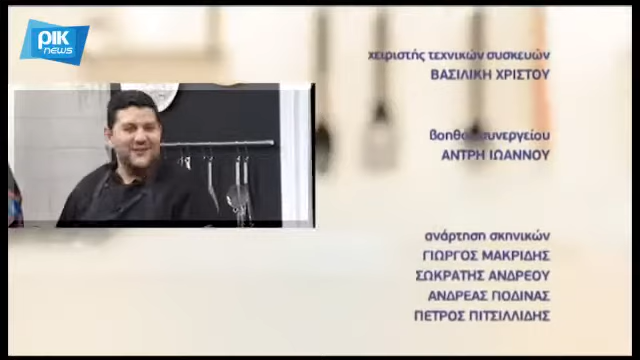 ΡΙΚ
news
χειριστής τεχνικών συσκευών
ΒΑΣΙΛΙΚΗ ΧΡΙΣΤΟΥ
βοηθοί συνεργείου
ΑΝΤΡΗ ΙΩΑΝΝΟΥ
ανάρτηση σκηνικών
ΓΙΩΡΓΟΣ ΜΑΚΡΙΔΗΣ
ΣΩΚΡΑΤΗΣ ΑΝΔΡΕΟΥ
ΑΝΔΡΕΑΣ ΠΟΔΙΝΑΣ
ΠΕΤΡΟΣ ΠΙΤΣΙΛΛΙΔΗΣ